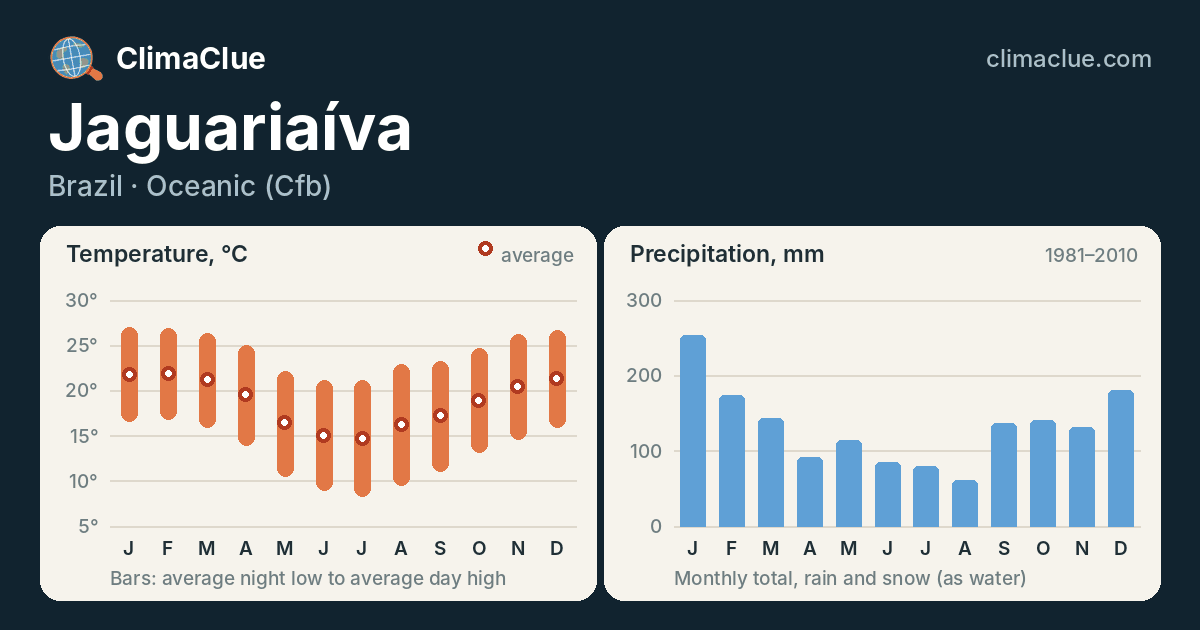 ClimaClue
climaclue.com
Jaguariaíva
Brazil · Oceanic (Cfb)
Temperature, °C
average
30°
25°
20°
15°
10°
5°
J F M A M J J A S O N D
Bars: average night low to average day high
Precipitation, mm
1981–2010
300
200
100
0
J F M A M J J A S O N D
Monthly total, rain and snow (as water)